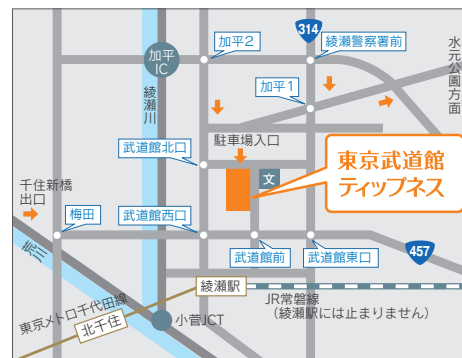 314
加平2
綾瀬警察署前
水元公園方面
加平
IC
綾瀬川
加平1
駐車場入口
武道館北口
東京武道館
ティップネス
文
千住新橋
出口
梅田
武道館西口
荒川
武道館前
武道館東口
457
綾瀬駅
JR常磐線
(綾瀬駅には止まりません)
東京メトロ千代田線
北千住
小菅JCT